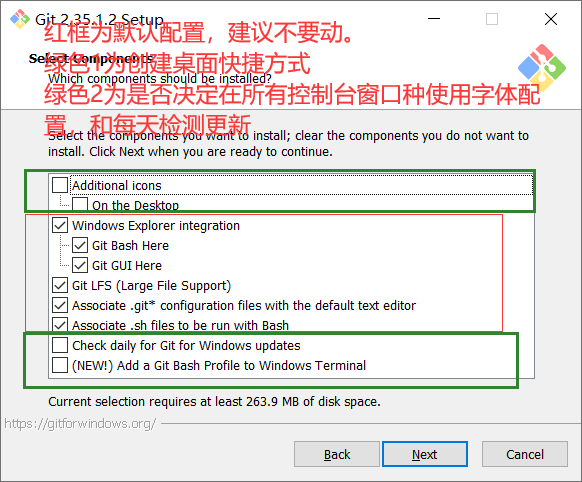 Git 2.35.1.2 Setup
红框为默认配置，建议不要动。
Select Components
绿色1为创建桌面快捷方式
Which components should be installed?
绿色2为是否决定在所有控制台窗口种使用字体配
置，和每天检测更新
Select the components you want to install; clear the components you do not want to
install. Click Next when you are ready to continue.
Additional icons
On the Desktop
Windows Explorer integration
Git Bash Here
Git GUI Here
Git LFS (Large File Support)
Associate .git* configuration files with the default text editor
Associate .sh files to be run with Bash
Check daily for Git for Windows updates
(NEW!) Add a Git Bash Profile to Windows Terminal
Current selection requires at least 263.9 MB of disk space.
https://gitforwindows.org/
Back
Next
Cancel